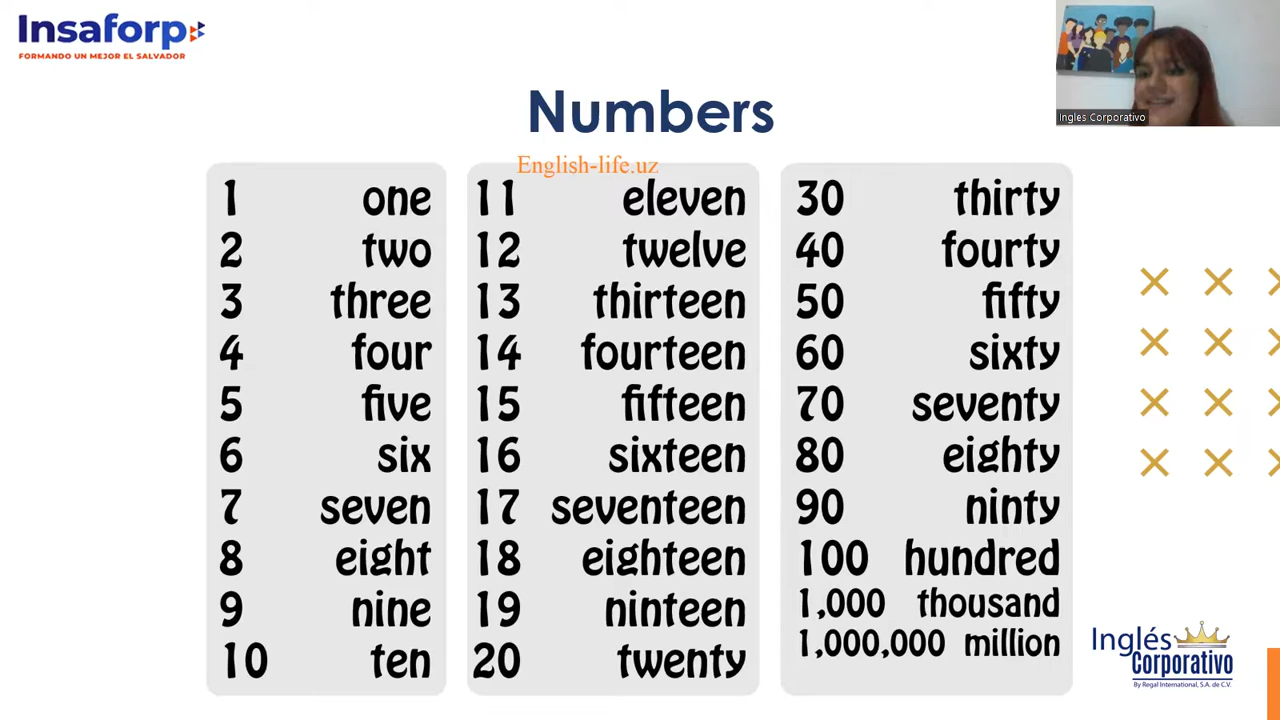 Insaforp
FORMANDO UN MEJOR EL SALVADOR
Ingles Corporativo
Numbers
English-life.uz
1 one
2 two
3 three
4 four
5 five
6 six
7 seven
8 eight
9 nine
10 ten
11 eleven
12 twelve
13 thirteen
14 fourteen
15 fifteen
16 sixteen
17 seventeen
18 eighteen
19 ninteen
20 twenty
30 thirty
40 fourty
50 fifty
60 sixty
70 seventy
80 eighty
90 ninty
100 hundred
1,000 thousand
1,000,000 million
Inglés
Corporativo
By Regal International, S.A. de C.V.